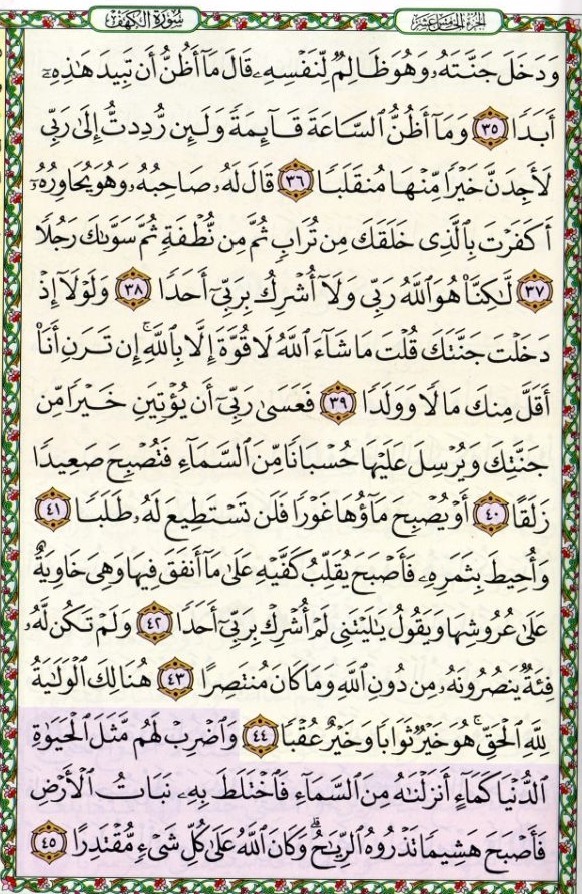 الجزء الخامس عشر
سورة الكهف
وَدَخَلَ جَنَّتَهُۥ وَهُوَ ظَالِمٌ لِّنَفْسِهِۦ قَالَ مَآ أَظُنُّ أَن تَبِيدَ هَٰذِهِۦٓ
أَبَدًا ٣٥ وَمَآ أَظُنُّ ٱلسَّاعَةَ قَآئِمَةً وَلَئِن رُّدِدتُّ إِلَىٰ رَبِّى
لَأَجِدَنَّ خَيْرًا مِّنْهَا مُنقَلَبًا ٣٦ قَالَ لَهُۥ صَاحِبُهُۥ وَهُوَ يُحَاوِرُهُۥٓ
أَكَفَرْتَ بِٱلَّذِى خَلَقَكَ مِن تُرَابٍ ثُمَّ مِن نُّطْفَةٍ ثُمَّ سَوَّىٰكَ رَجُلًا
٣٧ لَّٰكِنَّا۠ هُوَ ٱللَّهُ رَبِّى وَلَآ أُشْرِكُ بِرَبِّىٓ أَحَدًا ٣٨ وَلَوْلَآ إِذْ
دَخَلْتَ جَنَّتَكَ قُلْتَ مَا شَآءَ ٱللَّهُ لَا قُوَّةَ إِلَّا بِٱللَّهِ ۚ إِن تَرَنِ أَنَا۠
أَقَلَّ مِنكَ مَالًا وَوَلَدًا ٣٩ فَعَسَىٰ رَبِّىٓ أَن يُؤْتِيَنِ خَيْرًا مِّن
جَنَّتِكَ وَيُرْسِلَ عَلَيْهَا حُسْبَانًا مِّنَ ٱلسَّمَآءِ فَتُصْبِحَ صَعِيدًا
زَلَقًا ٤٠ أَوْ يُصْبِحَ مَآؤُهَا غَوْرًا فَلَن تَسْتَطِيعَ لَهُۥ طَلَبًا ٤١
وَأُحِيطَ بِثَمَرِهِۦ فَأَصْبَحَ يُقَلِّبُ كَفَّيْهِ عَلَىٰ مَآ أَنفَقَ فِيهَا وَهِىَ خَاوِيَةٌ
عَلَىٰ عُرُوشِهَا وَيَقُولُ يَٰلَيْتَنِى لَمْ أُشْرِكْ بِرَبِّىٓ أَحَدًا ٤٢ وَلَمْ تَكُن لَّهُۥ
فِئَةٌ يَنصُرُونَهُۥ مِن دُونِ ٱللَّهِ وَمَا كَانَ مُنتَصِرًا ٤٣ هُنَالِكَ ٱلْوَلَٰيَةُ
لِلَّهِ ٱلْحَقِّ ۚ هُوَ خَيْرٌ ثَوَابًا وَخَيْرٌ عُقْبًا ٤٤ وَٱضْرِبْ لَهُم مَّثَلَ ٱلْحَيَوٰةِ
ٱلدُّنْيَا كَمَآءٍ أَنزَلْنَٰهُ مِنَ ٱلسَّمَآءِ فَٱخْتَلَطَ بِهِۦ نَبَاتُ ٱلْأَرْضِ
فَأَصْبَحَ هَشِيمًا تَذْرُوهُ ٱلرِّيَٰحُ ۗ وَكَانَ ٱللَّهُ عَلَىٰ كُلِّ شَىْءٍ مُّقْتَدِرًا ٤٥